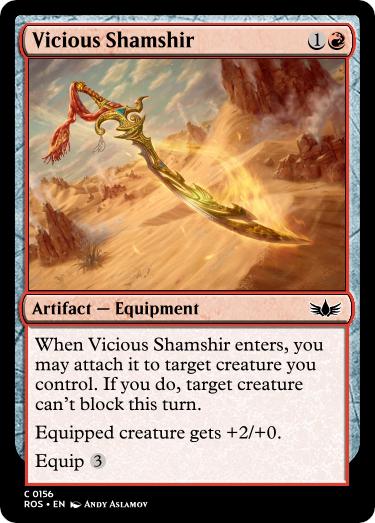 Vicious Shamshir 1
Artifact — Equipment
When Vicious Shamshir enters, you
may attach it to target creature you
control. If you do, target creature
can't block this turn.
Equipped creature gets +2/+0.
Equip 3
C 0156
ROS • EN Andy Aslamov